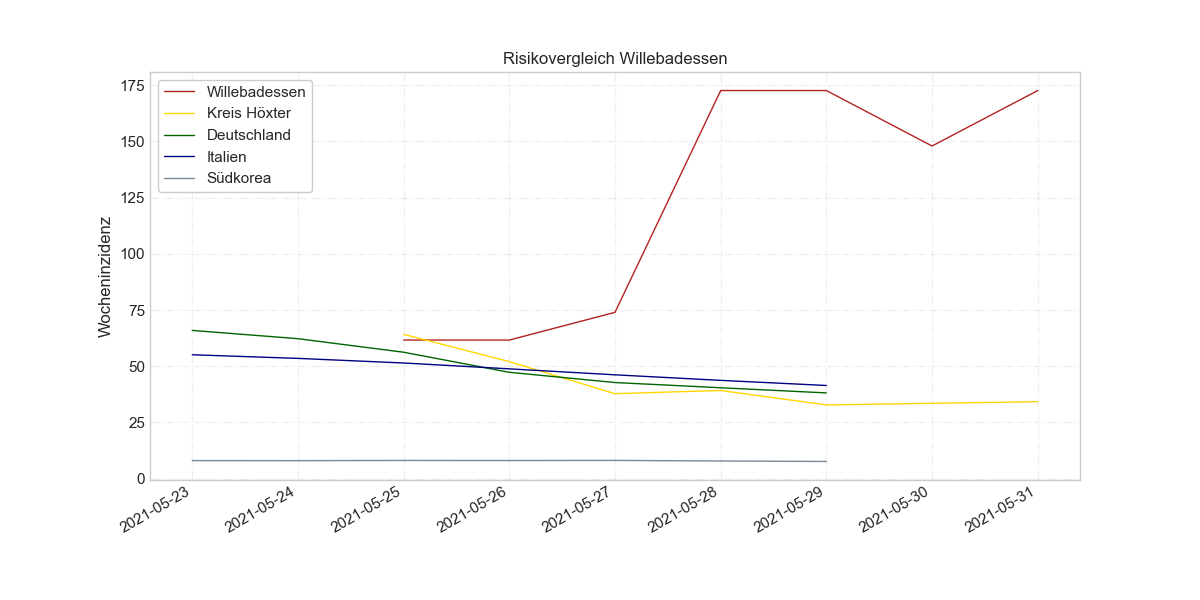 Risikovergleich Willebadessen
Willebadessen
Kreis Höxter
Deutschland
Italien
Südkorea
Wocheninzidenz
175
150
125
100
75
50
25
0
2021-05-23
2021-05-24
2021-05-25
2021-05-26
2021-05-27
2021-05-28
2021-05-29
2021-05-30
2021-05-31